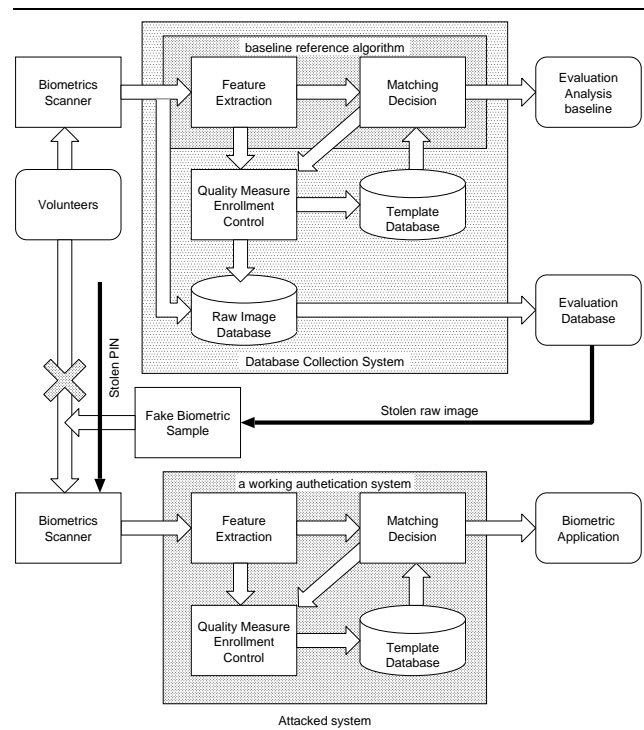 baseline reference algorithm
Biometrics
Scanner
Feature
Extraction
Matching
Decision
Evaluation
Analysis
baseline
Volunteers
Quality Measure
Enrollment
Control
Template
Database
Raw Image
Database
Evaluation
Database
Database Collection System
Stolen PIN
Stolen raw image
Fake Biometric
Sample
a working authetication system
Biometrics
Scanner
Feature
Extraction
Matching
Decision
Biometric
Application
Quality Measure
Enrollment
Control
Template
Database
Attacked system